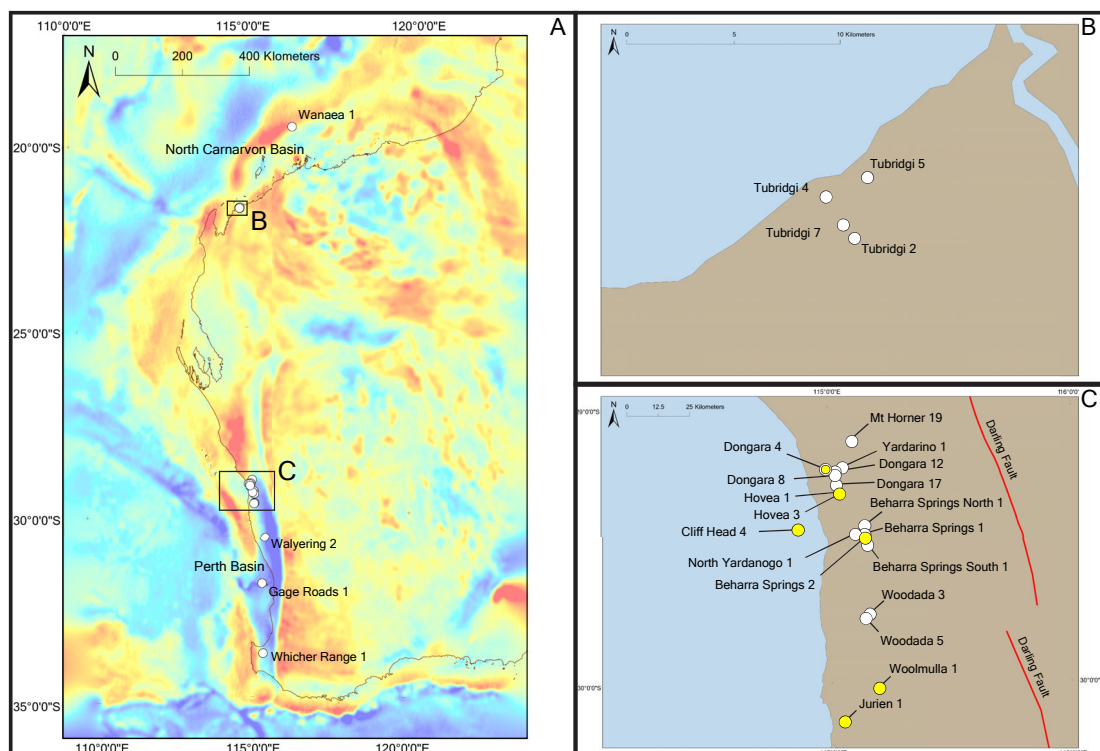 110°0'0"E
115°0'0"E
120°0'0"E
A
N
0 200 400 KIometers
Wanaea 1
20°0'0"S
North Carnarvon Basin
B
25°0'0"S
C
30°0'0"S
Walyering 2
Perth Basin
Gage Roads 1
Whicher Range 1
35°0'0"S
110°0'0"E
115°0'0"E
120°0'0"E
B
N
0 5 10 Kilometers
Tubridgi 5
Tubridgi 4
Tubridgi 7
Tubridgi 2
C
115°0'0"E
116°0'0"E
N
0 12.5 25 Kilometers
29°0'0"S
Mt Horner 19
Dongara 4
Yardarino 1
Dongara 12
Dongara 8
Dongara 17
Hovea 1
Hovea 3
Beharra Springs North 1
Cliff Head 4
Beharra Springs 1
North Yardanogo 1
Beharra Springs South 1
Beharra Springs 2
Woodada 3
Woodada 5
Woolmulla 1
Jurien 1
Darling Fault
Darling Fault
30°0'0"S